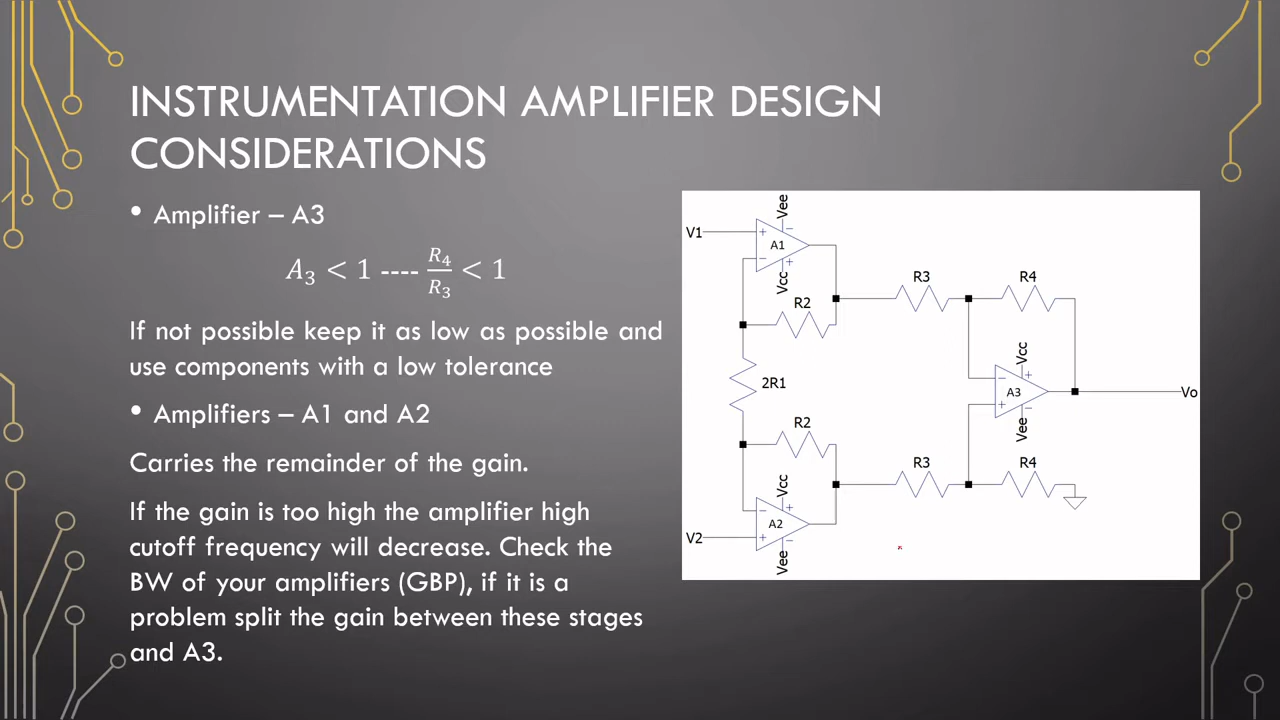 INSTRUMENTATION AMPLIFIER DESIGN
CONSIDERATIONS
• Amplifier – A3
A₃ < 1 ---- R₄/R₃ < 1
If not possible keep it as low as possible and
use components with a low tolerance
• Amplifiers – A1 and A2
Carries the remainder of the gain.
If the gain is too high the amplifier high
cutoff frequency will decrease. Check the
BW of your amplifiers (GBP), if it is a
problem split the gain between these stages
and A3.
Vee
V1
+
−
A1
−
+
Vcc
R2
R3
R4
2R1
Vcc
+
−
A3
+
−
Vee
Vo
R2
R3
R4
Vcc
+
−
A2
V2
+
−
Vee